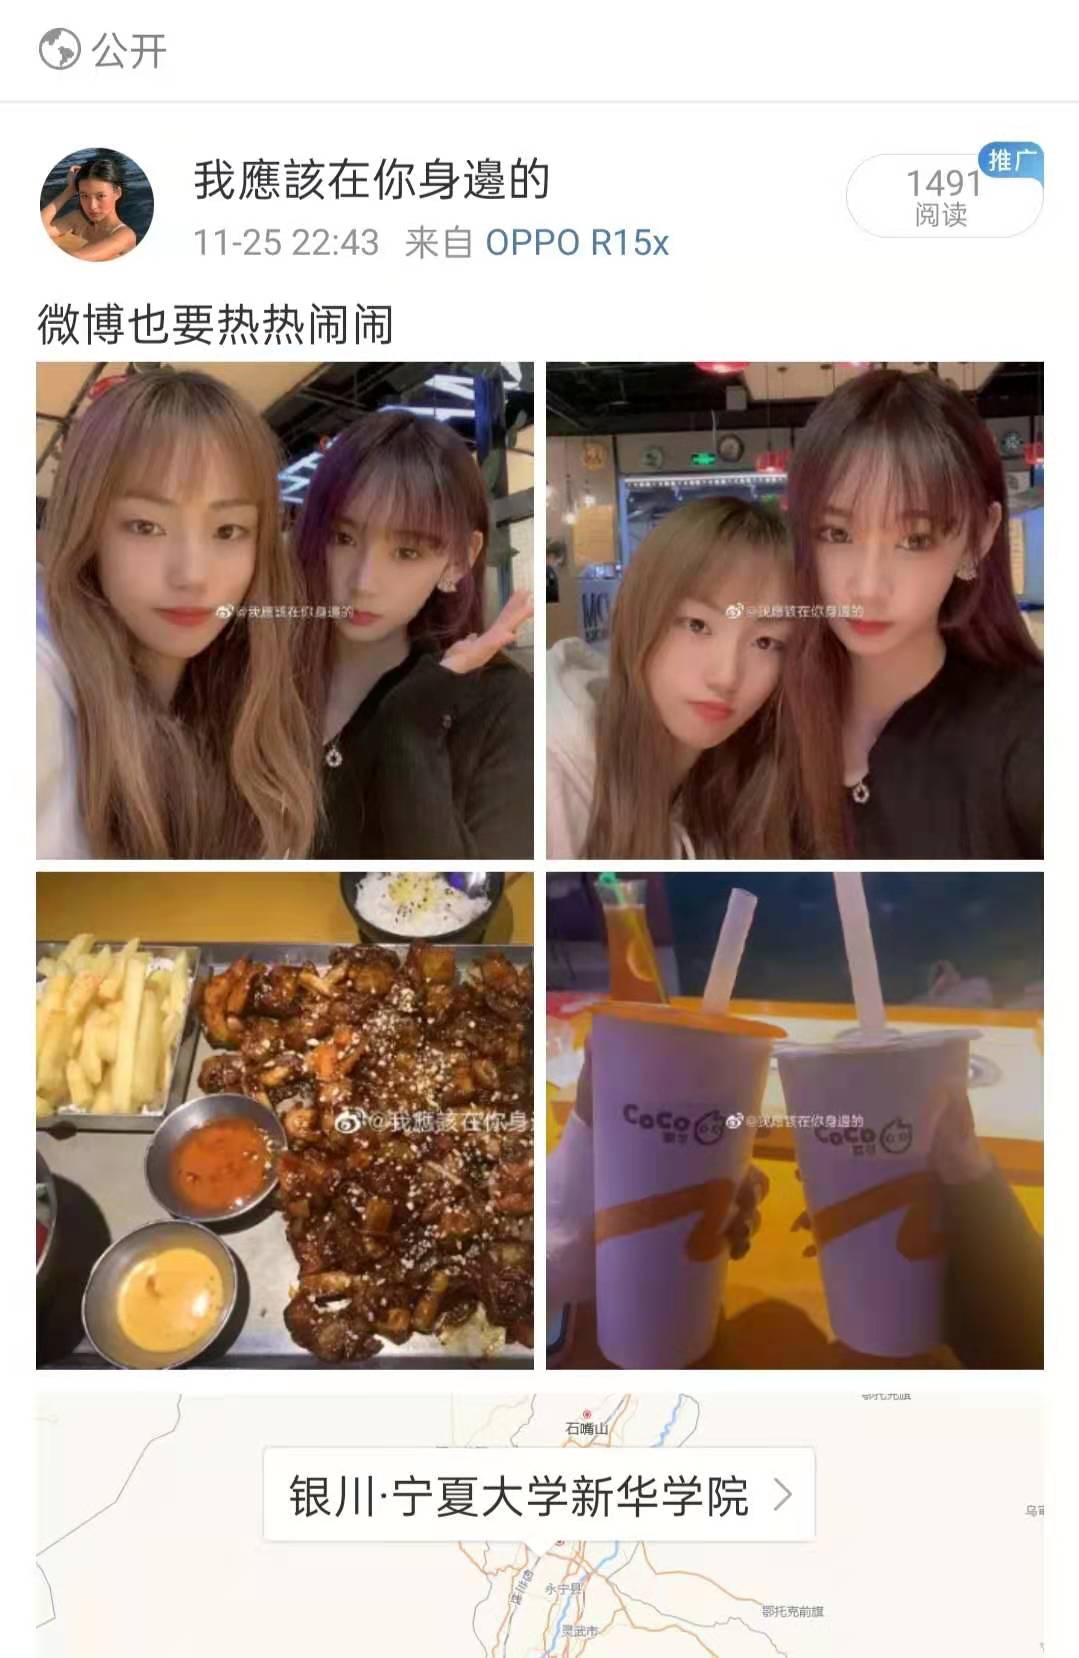 公开
我應該在你身邊的
推广
1491
阅读
11-25 22:43 来自 OPPO R15x
微博也要热热闹闹
@我應該在你身邊的
@我應該在你身邊的
@我應該在你身
@我應該在你身邊的
CoCo
CoCo
鄂托克旗
石嘴山
银川·宁夏大学新华学院
永宁县
鄂托克前旗
灵武市